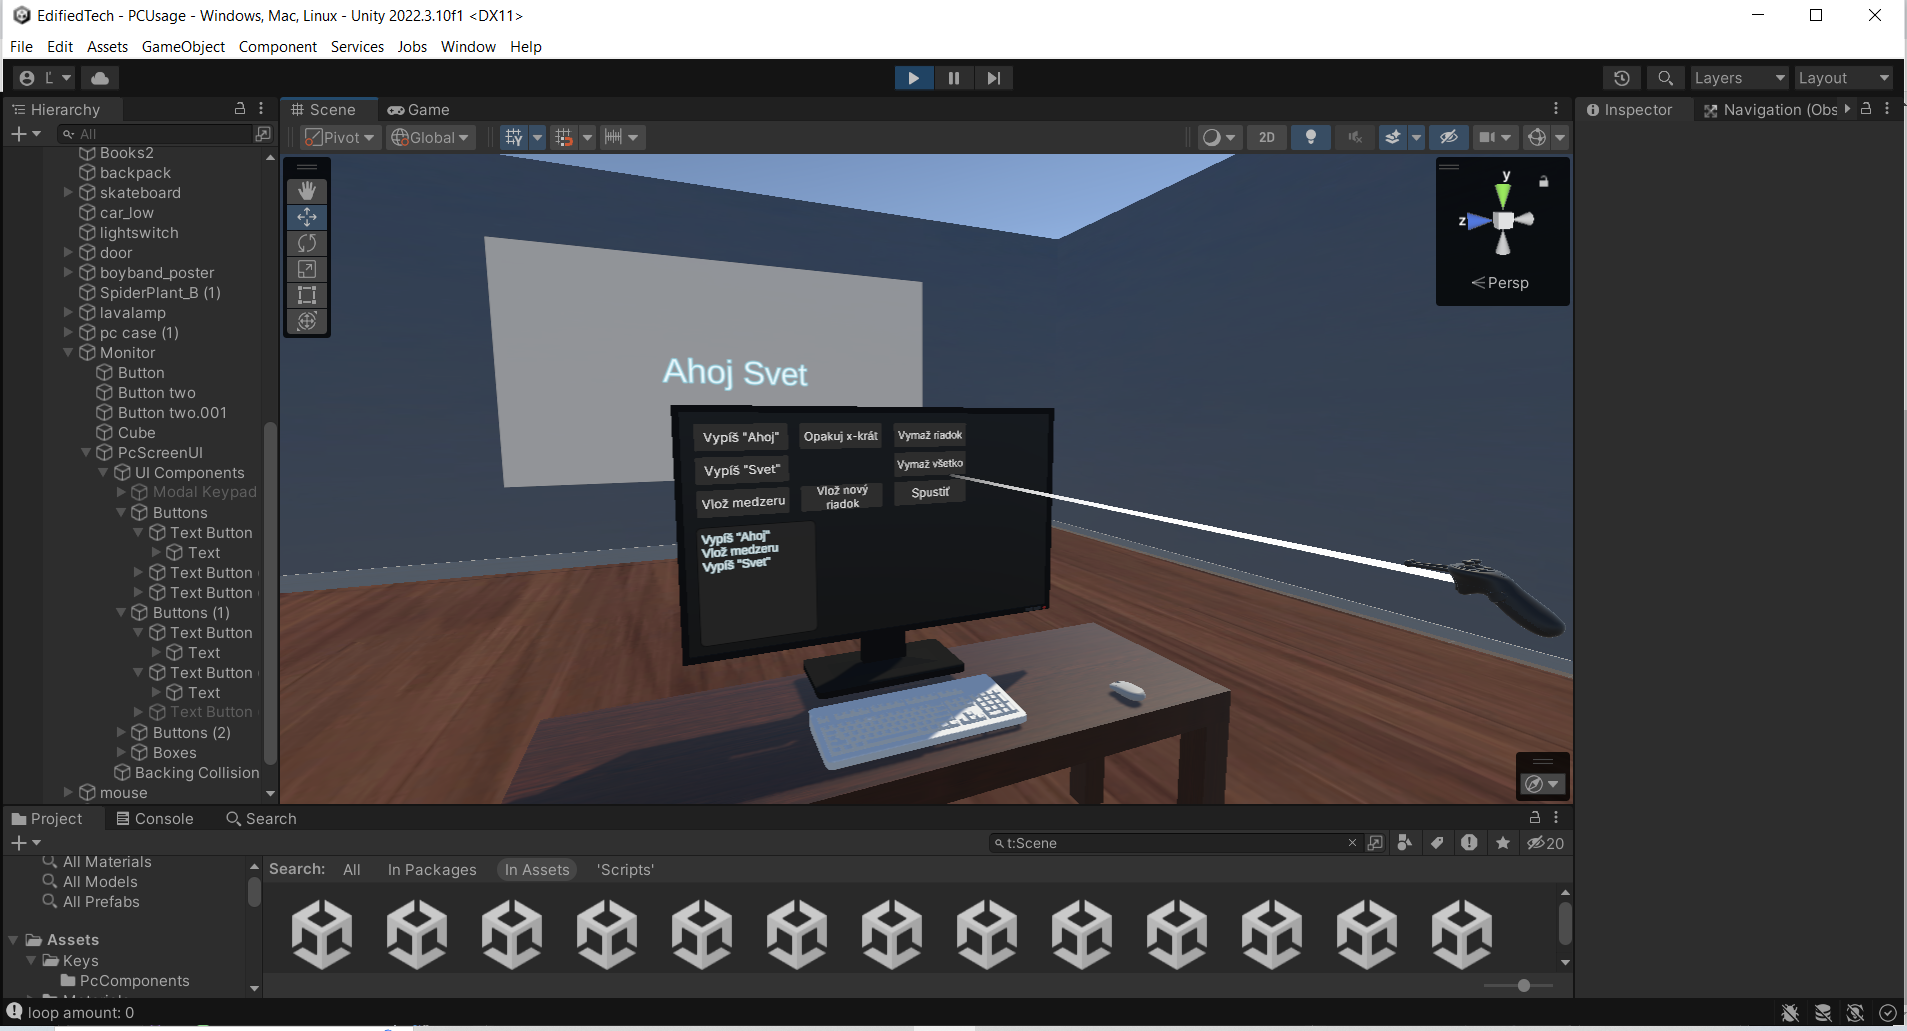 EdifiedTech - PCUsage - Windows, Mac, Linux - Unity 2022.3.10f1 <DX11>
File Edit Assets GameObject Component Services Jobs Window Help
Ľ Layers Layout
Hierarchy
All
Books2
backpack
skateboard
car_low
lightswitch
door
boyband_poster
SpiderPlant_B (1)
lavalamp
pc case (1)
Monitor
Button
Button two
Button two.001
Cube
PcScreenUI
UI Components
Modal Keypad
Buttons
Text Button
Text
Text Button (
Text Button (
Buttons (1)
Text Button
Text
Text Button (
Text
Text Button (
Buttons (2)
Boxes
Backing Collision
mouse
Scene Game
Pivot Global 2D
y
z
Persp
Ahoj Svet
Vypíš "Ahoj" Opakuj x-krát Vymaž riadok
Vypíš "Svet" Vymaž všetko
Vlož medzeru Vlož nový
riadok Spustiť
Vypíš "Ahoj"
Vlož medzeru
Vypíš "Svet"
Inspector Navigation (Obs
Project Console Search
t:Scene 20
All Materials
All Models
All Prefabs
Assets
Keys
PcComponents
Search: All In Packages In Assets 'Scripts'
loop amount: 0